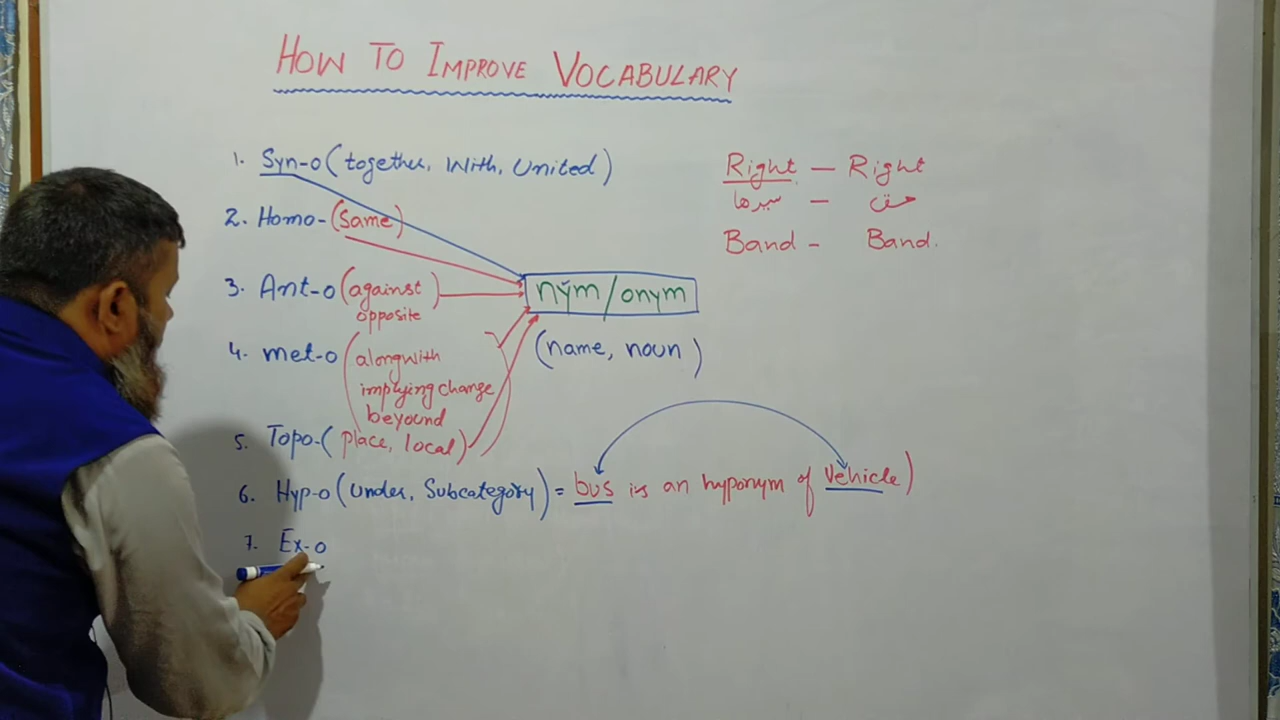 HOW TO IMPROVE VOCABULARY
1. Syn-o (together, With, United)
2. Homo- (Same)
3. Ant-o (against
opposite)
4. met-o (alongwith
implying change
beyound)
5. Topo- (place, local)
6. Hyp-o (Under, Subcategory) = bus is an hyponym of Vehicle)
7. Ex-o
nym/onym
(name, noun)
Right – Right
سیدھا – حق
Band - Band.